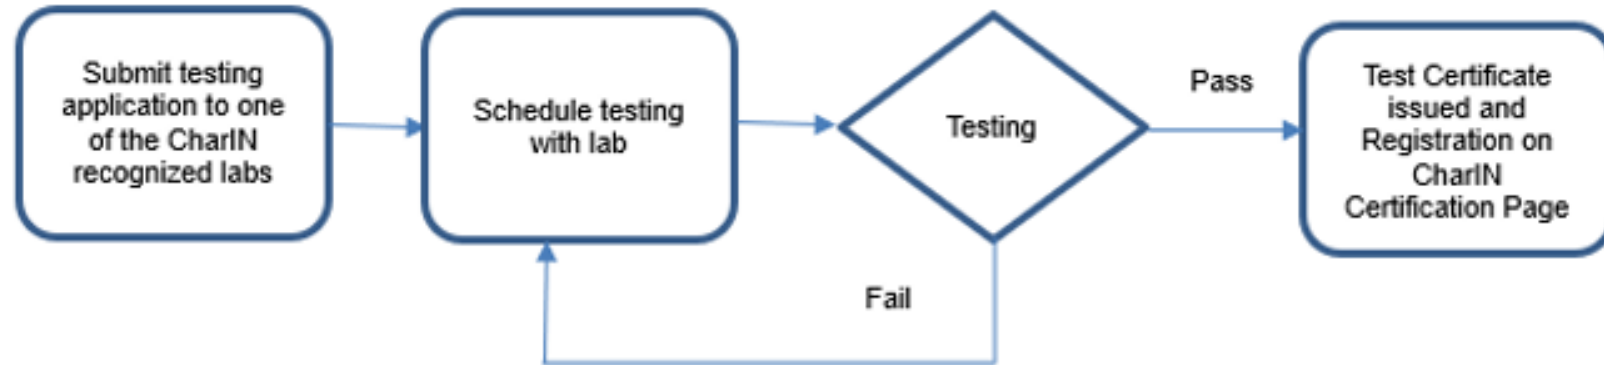 Submit testing
application to one
of the CharIN
recognized labs
Schedule testing
with lab
Testing
Pass
Test Certificate
issued and
Registration on
CharIN
Certification Page
Fail